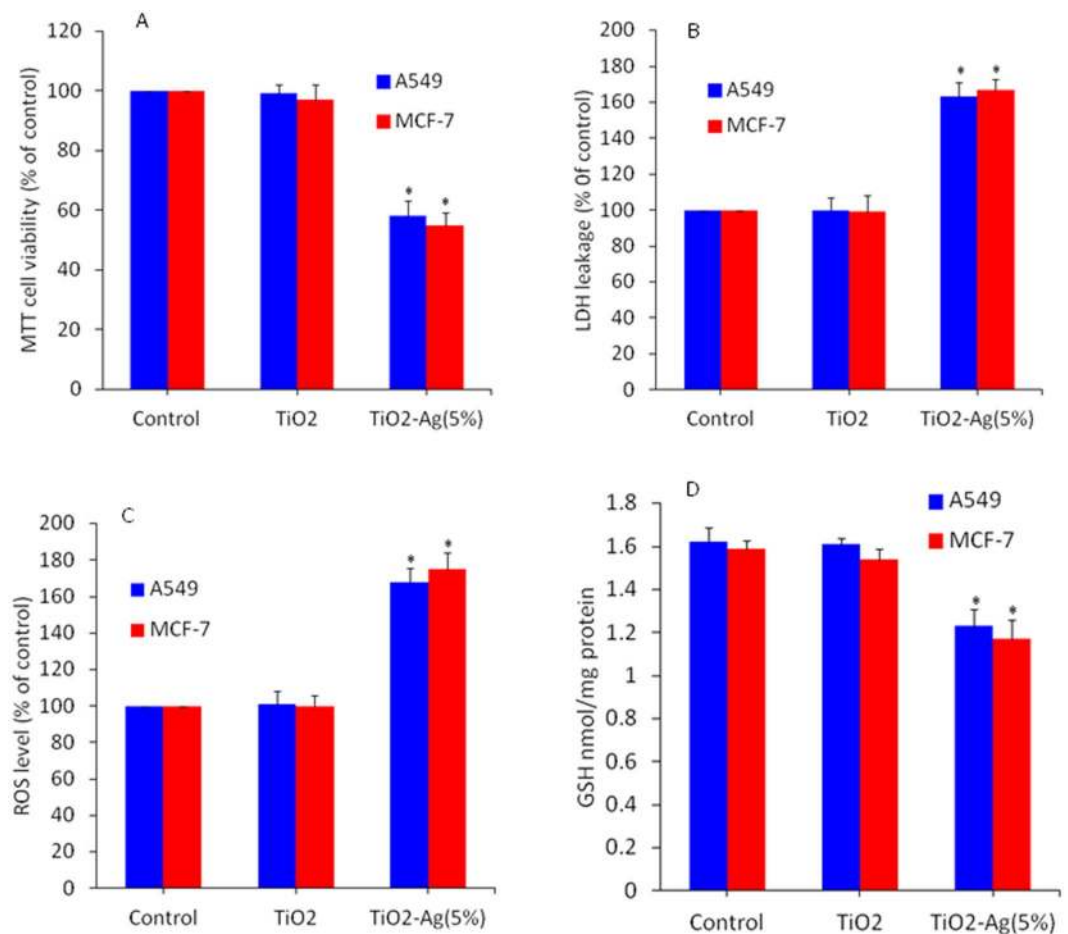 A
MTT cell viability (% of control)
120
100
80
60
40
20
0
A549
MCF-7
*
*
Control
TiO2
TiO2-Ag(5%)
B
LDH leakage (% 0f control)
200
180
160
140
120
100
80
60
40
20
0
A549
MCF-7
*
*
Control
TiO2
TiO2-Ag(5%)
C
ROS level (% of control)
200
180
160
140
120
100
80
60
40
20
0
A549
MCF-7
*
*
Control
TiO2
TiO2-Ag(5%)
D
GSH nmol/mg protein
1.8
1.6
1.4
1.2
1
0.8
0.6
0.4
0.2
0
A549
MCF-7
*
*
Control
TiO2
TiO2-Ag(5%)